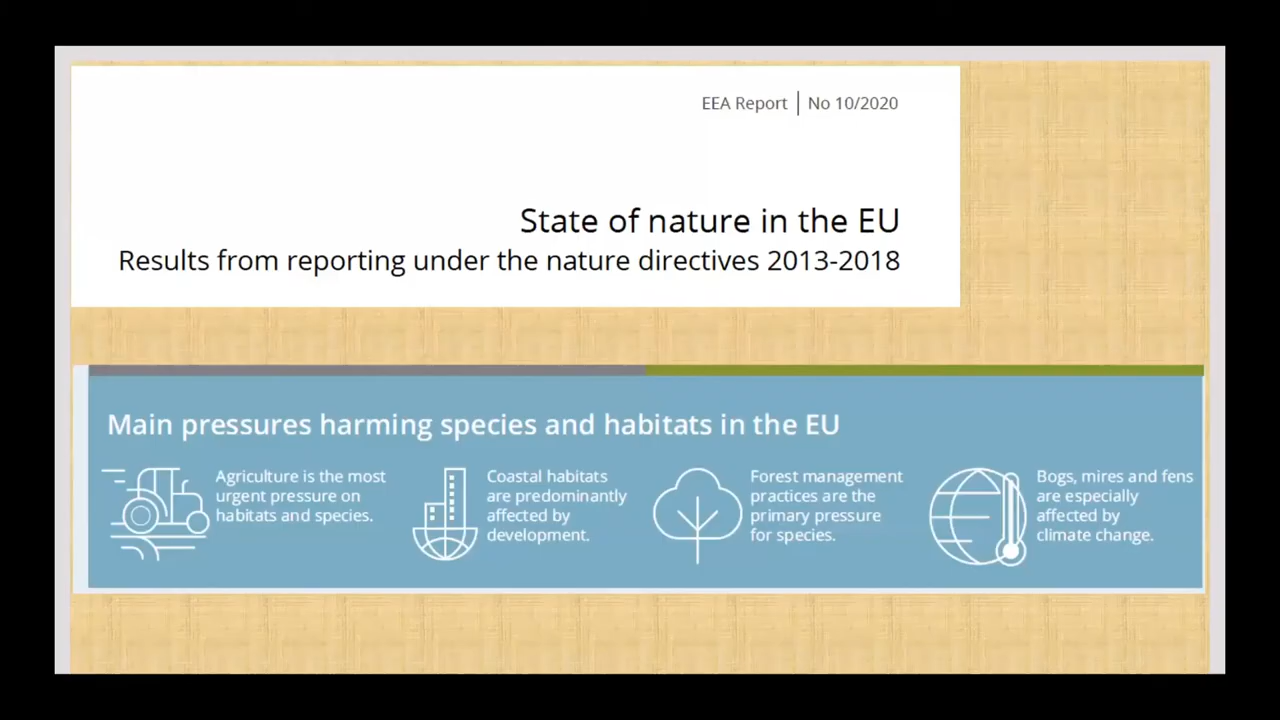 EEA Report | No 10/2020
State of nature in the EU
Results from reporting under the nature directives 2013-2018
Main pressures harming species and habitats in the EU
Agriculture is the most
urgent pressure on
habitats and species.
Coastal habitats
are predominantly
affected by
development.
Forest management
practices are the
primary pressure
for species.
Bogs, mires and fens
are especially
affected by
climate change.